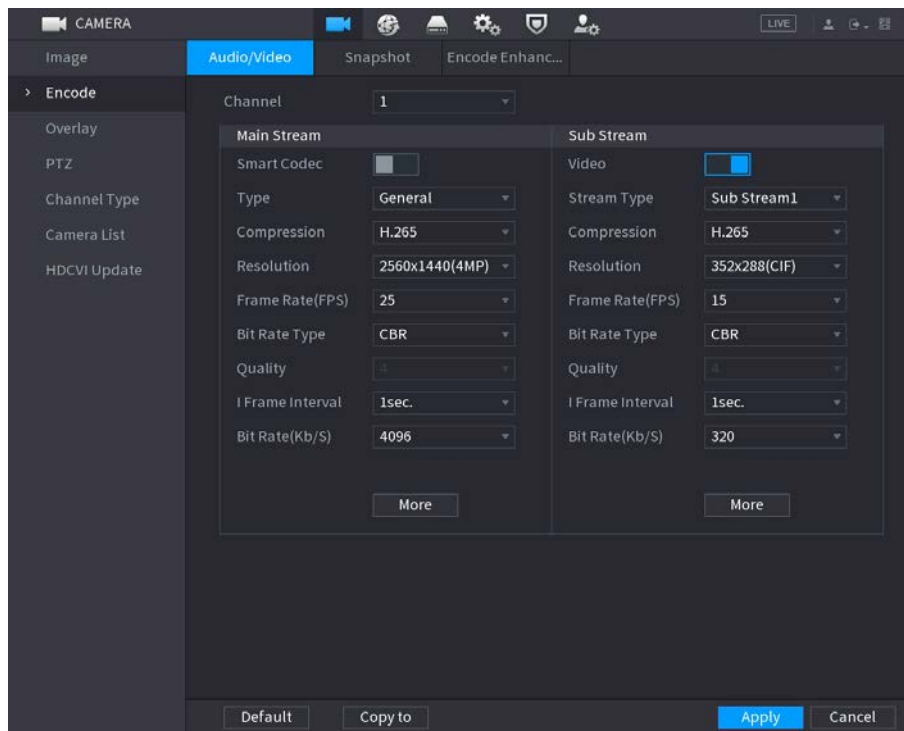 CAMERA LIVE
Image Audio/Video Snapshot Encode Enhanc...
Encode Channel 1
Overlay Main Stream Sub Stream
PTZ Smart Codec Video
Channel Type Type General Stream Type Sub Stream1
Camera List Compression H.265 Compression H.265
HDCVI Update Resolution 2560x1440(4MP) Resolution 352x288(CIF)
Frame Rate(FPS) 25 Frame Rate(FPS) 15
Bit Rate Type CBR Bit Rate Type CBR
Quality 4 Quality 4
I Frame Interval 1sec. I Frame Interval 1sec.
Bit Rate(Kb/S) 4096 Bit Rate(Kb/S) 320
More More
Default Copy to Apply Cancel